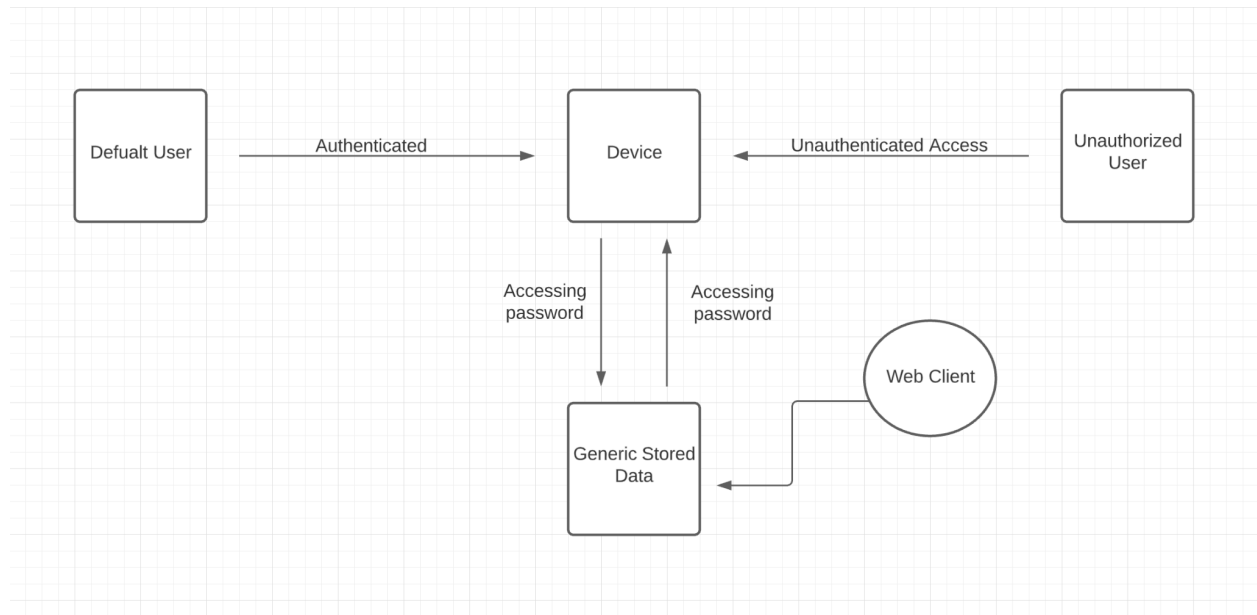 Defualt User
Authenticated
Device
Unauthenticated Access
Unauthorized
User
Accessing
password
Accessing
password
Web Client
Generic Stored
Data